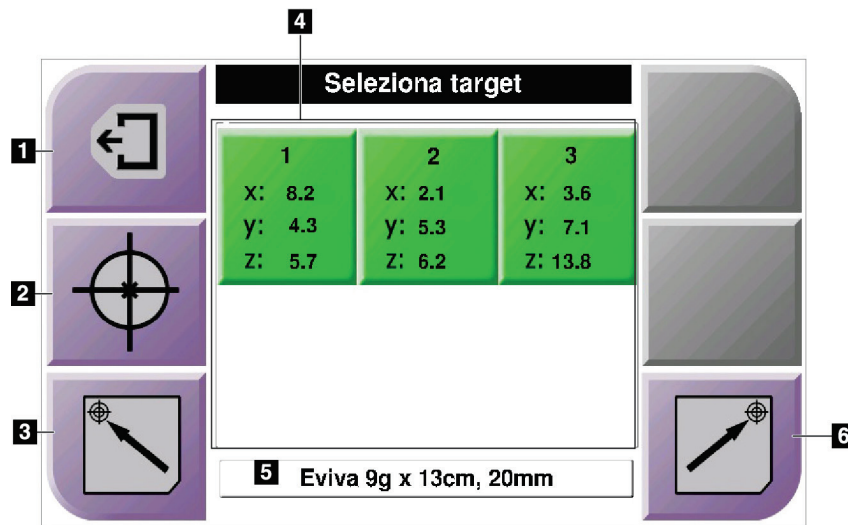 4
Seleziona target
1 2 3
x: 8.2 x: 2.1 x: 3.6
y: 4.3 y: 5.3 y: 7.1
z: 5.7 z: 6.2 z: 13.8
1
2
3
6
5 Eviva 9g x 13cm, 20mm